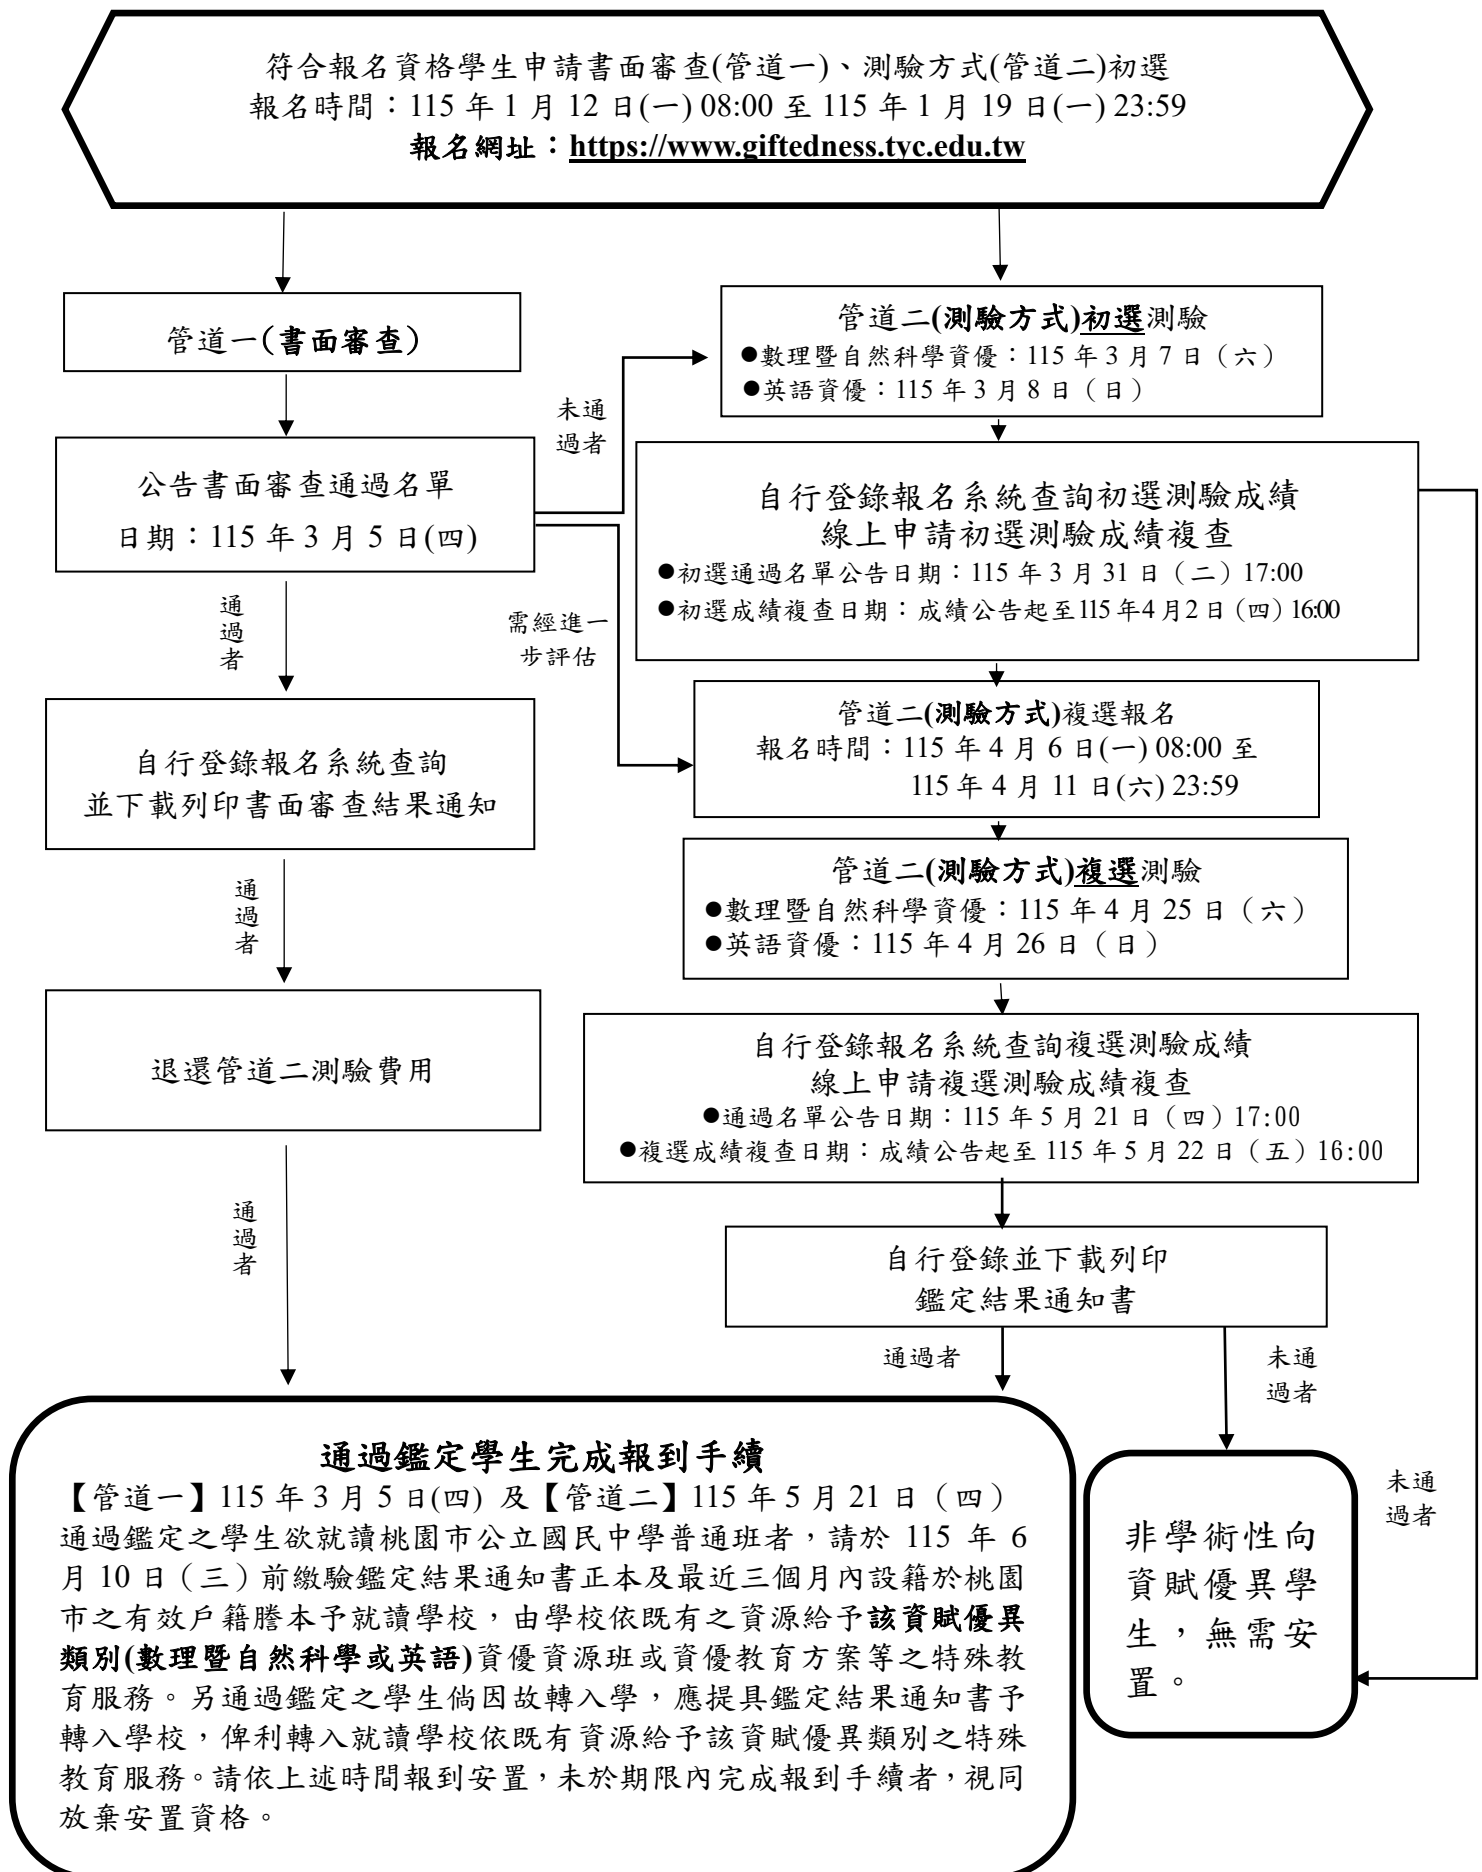 符合報名資格學生申請書面審查(管道一)、測驗方式(管道二)初選
報名時間：115 年 1 月 12 日(一) 08:00 至 115 年 1 月 19 日(一) 23:59
報名網址：https://www.giftedness.tyc.edu.tw
管道一(書面審查)
公告書面審查通過名單
日期：115 年 3 月 5 日(四)
通
過
者
自行登錄報名系統查詢
並下載列印書面審查結果通知
通
過
者
退還管道二測驗費用
通
過
者
未通
過者
需經進一
步評估
管道二(測驗方式)初選測驗
●數理暨自然科學資優：115 年 3 月 7 日（六）
●英語資優：115 年 3 月 8 日（日）
自行登錄報名系統查詢初選測驗成績
線上申請初選測驗成績複查
●初選通過名單公告日期：115 年 3 月 31 日（二）17:00
●初選成績複查日期：成績公告起至115年4月2日(四)16:00
管道二(測驗方式)複選報名
報名時間：115 年 4 月 6 日(一) 08:00 至
115 年 4 月 11 日(六) 23:59
管道二(測驗方式)複選測驗
●數理暨自然科學資優：115 年 4 月 25 日（六）
●英語資優：115 年 4 月 26 日（日）
自行登錄報名系統查詢複選測驗成績
線上申請複選測驗成績複查
●通過名單公告日期：115 年 5 月 21 日（四）17:00
●複選成績複查日期：成績公告起至 115 年 5 月 22 日（五）16:00
自行登錄並下載列印
鑑定結果通知書
通過者
未通
過者
未通
過者
通過鑑定學生完成報到手續
【管道一】115 年 3 月 5 日(四) 及【管道二】115 年 5 月 21 日（四）
通過鑑定之學生欲就讀桃園市公立國民中學普通班者，請於 115 年 6
月 10 日（三）前繳驗鑑定結果通知書正本及最近三個月內設籍於桃園
市之有效戶籍謄本予就讀學校，由學校依既有之資源給予該資賦優異
類別(數理暨自然科學或英語)資優資源班或資優教育方案等之特殊教
育服務。另通過鑑定之學生倘因故轉入學，應提具鑑定結果通知書予
轉入學校，俾利轉入就讀學校依既有資源給予該資賦優異類別之特殊
教育服務。請依上述時間報到安置，未於期限內完成報到手續者，視同
放棄安置資格。
非學術性向
資賦優異學
生，無需安
置。